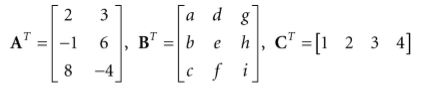 A^T = [2 3; -1 6; 8 -4], B^T = [a d g; b e h; c f i], C^T = [1 2 3 4]